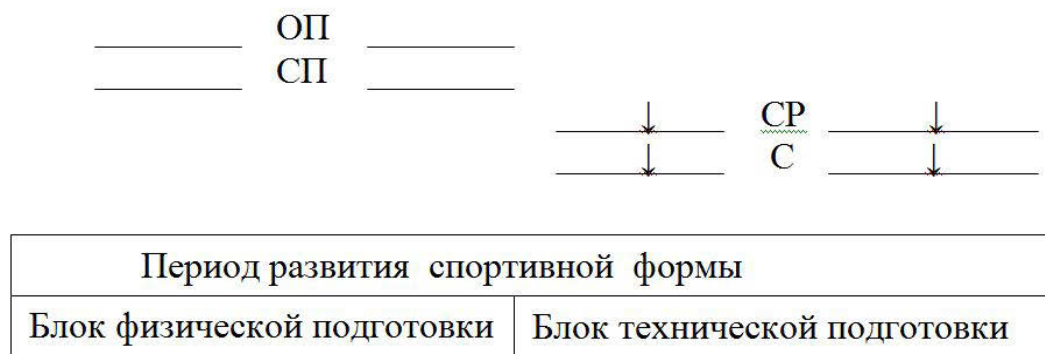 ОП
СП
СР
С
Период развития спортивной формы
Блок физической подготовки Блок технической подготовки